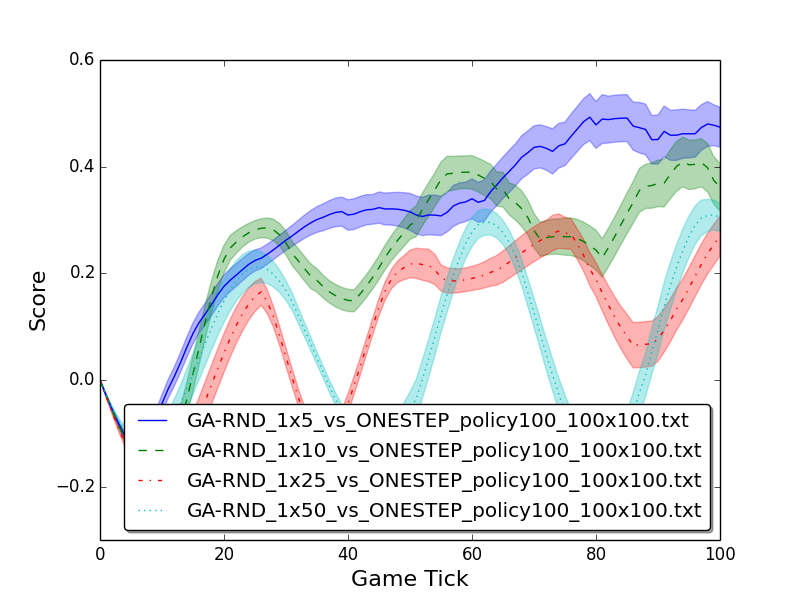 0.6
0.4
0.2
0.0
−0.2
Score
GA-RND_1x5_vs_ONESTEP_policy100_100x100.txt
GA-RND_1x10_vs_ONESTEP_policy100_100x100.txt
GA-RND_1x25_vs_ONESTEP_policy100_100x100.txt
GA-RND_1x50_vs_ONESTEP_policy100_100x100.txt
0 20 40 60 80 100
Game Tick